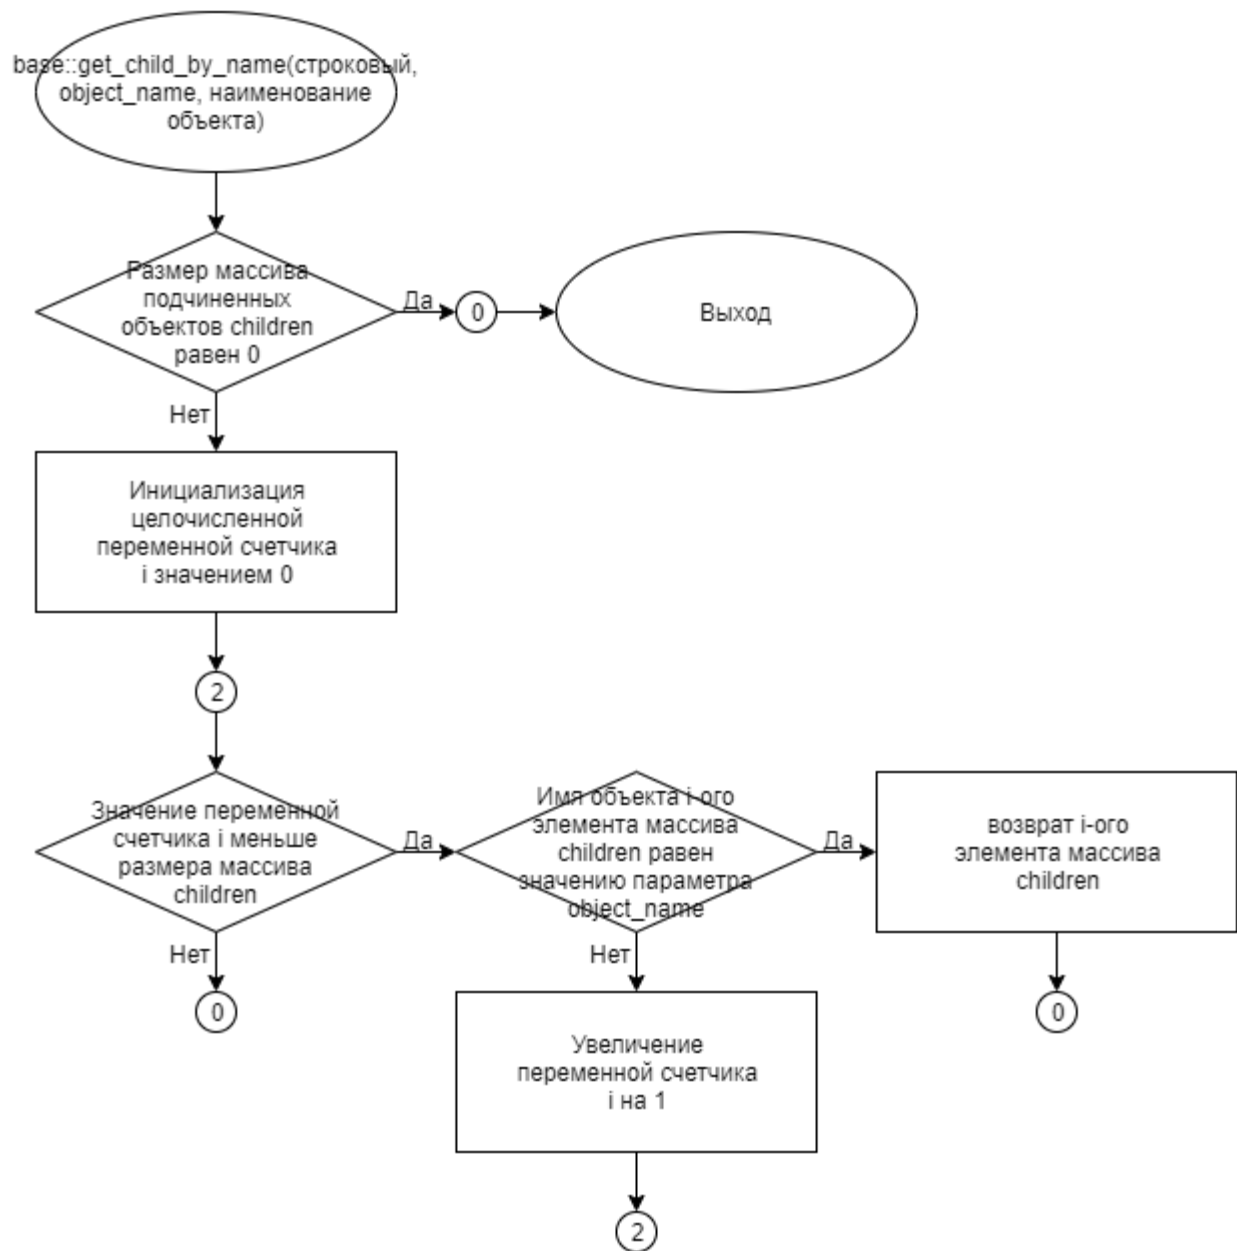 base::get_child_by_name(строковый,
object_name, наименование
объекта)
Размер массива
подчиненных
объектов children
равен 0
Да
0
Выход
Нет
Инициализация
целочисленной
переменной счетчика
i значением 0
2
Значение переменной
счетчика i меньше
размера массива
children
Да
Имя объекта i-ого
элемента массива
children равен
значению параметра
object_name
Да
возврат i-ого
элемента массива
children
Нет
0
Нет
0
Увеличение
переменной счетчика
i на 1
2